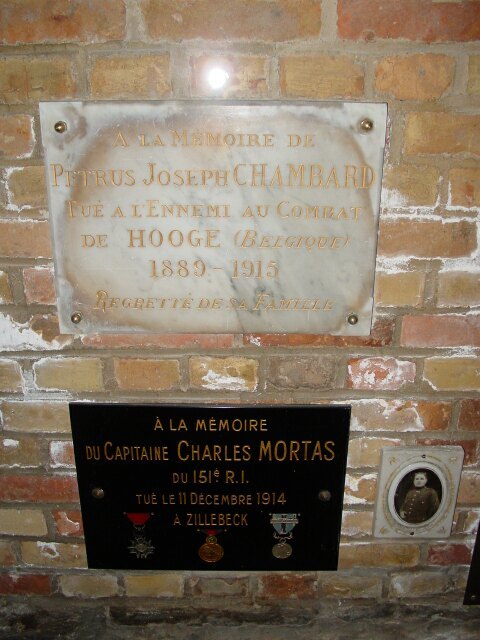 A LA MÉMOIRE DE
PETRUS JOSEPH CHAMBARD
TUÉ A L'ENNEMI AU COMBAT
DE HOOGE (BELGIQUE)
1889-1915
REGRETTÉ DE SA FAMILLE
À LA MÉMOIRE
DU CAPITAINE CHARLES MORTAS
DU 151è R.I.
TUÉ LE 11 DÉCEMBRE 1914
A ZILLEBECK